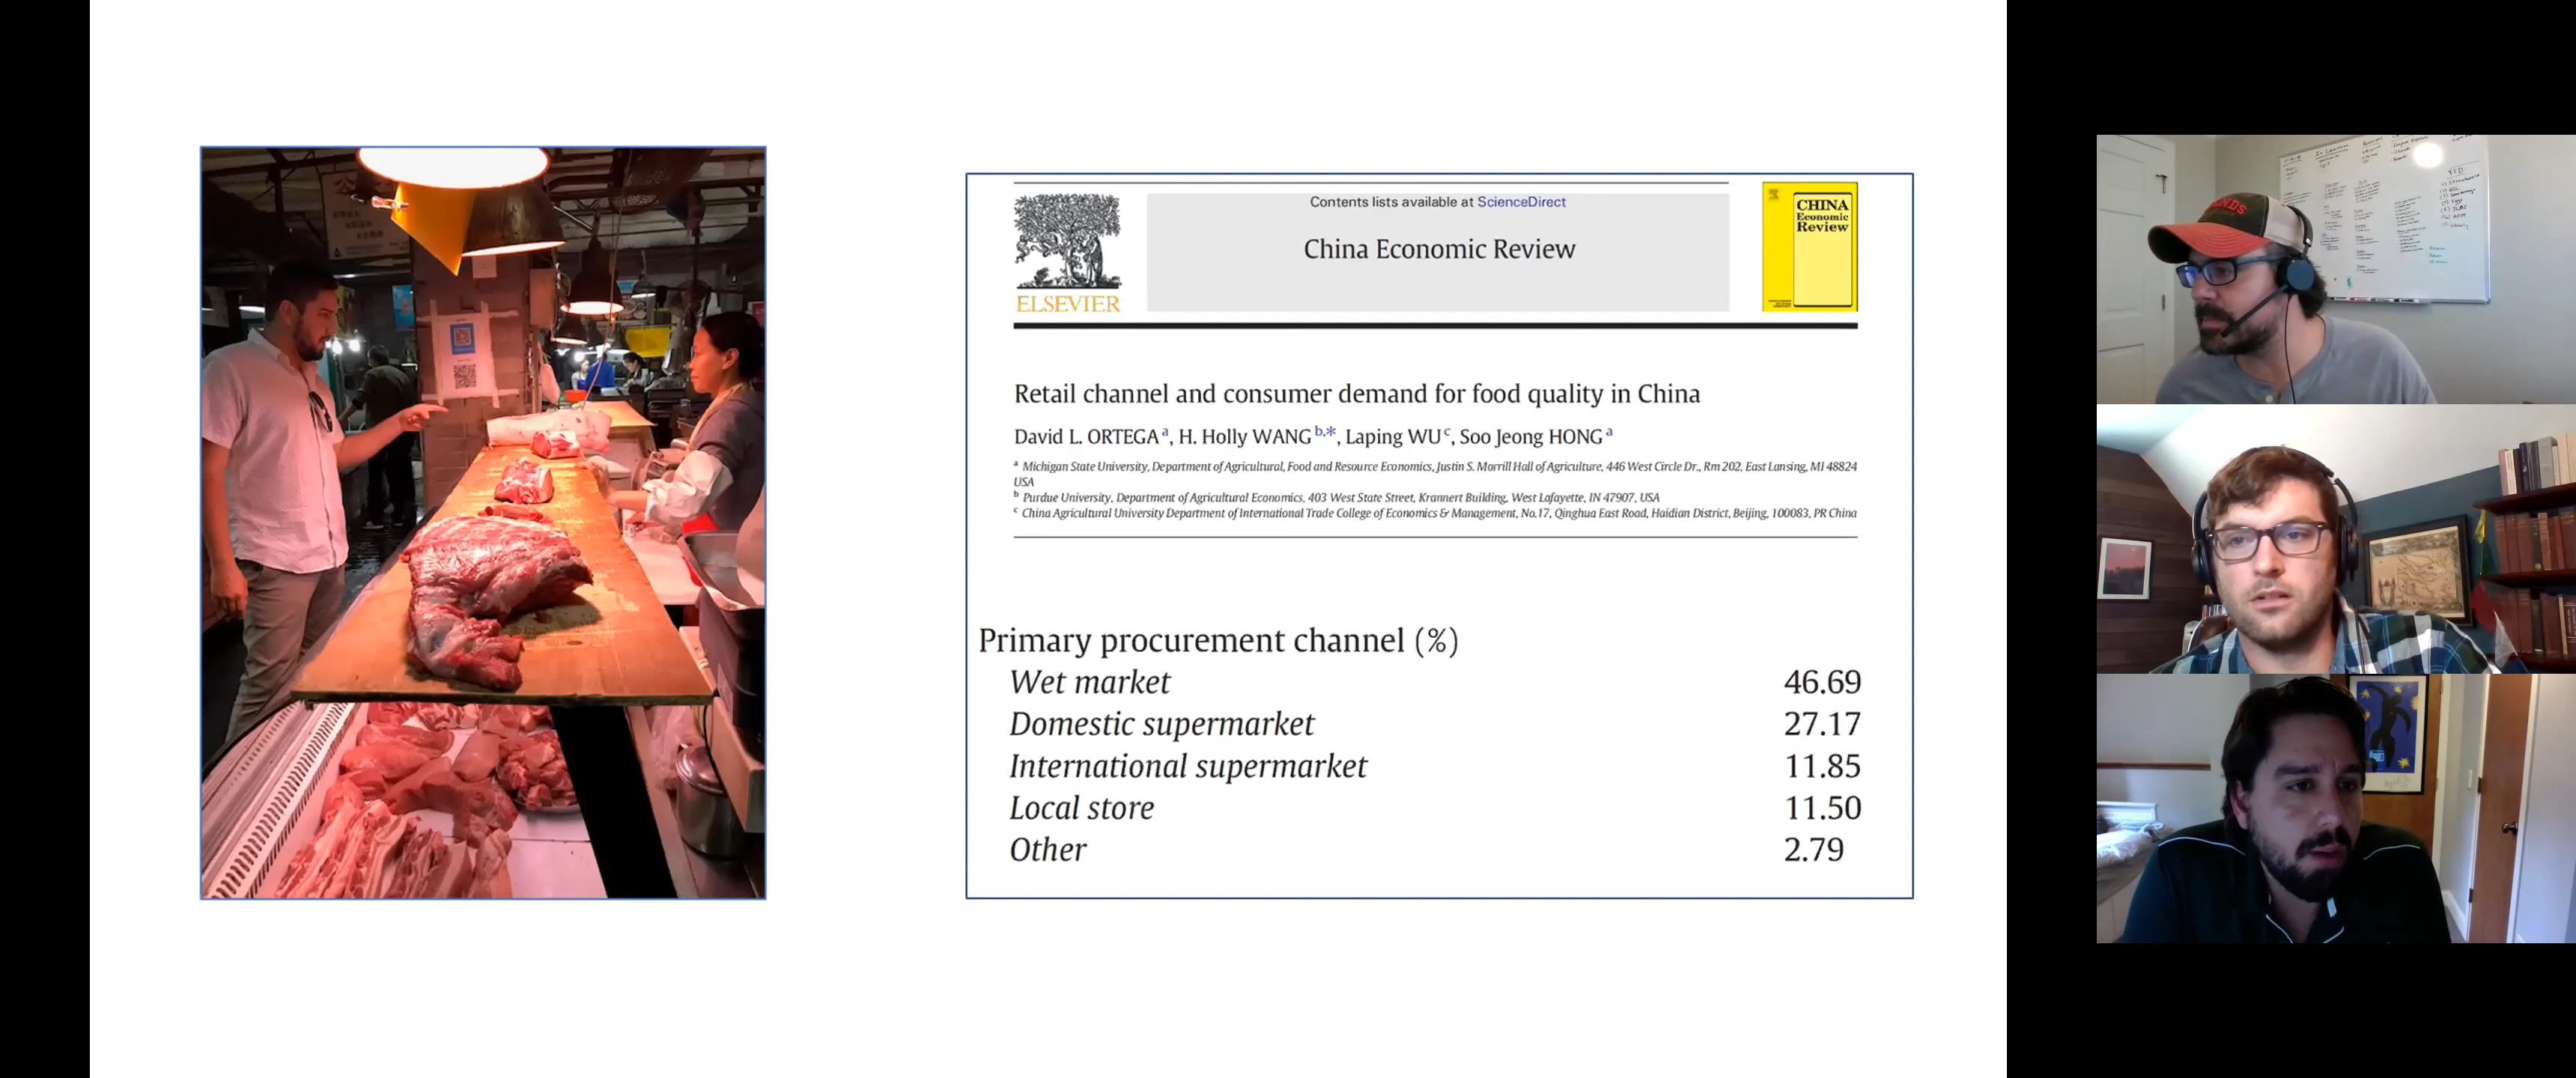 Contents lists available at ScienceDirect
China Economic Review
ELSEVIER
CHINA
Economic
Review
Retail channel and consumer demand for food quality in China
David L. ORTEGA a, H. Holly WANG b,*, Laping WU c, Soo Jeong HONG a
a Michigan State University, Department of Agricultural, Food and Resource Economics, Justin S. Morrill Hall of Agriculture, 446 West Circle Dr., Rm 202, East Lansing, MI 48824
USA
b Purdue University, Department of Agricultural Economics, 403 West State Street, Krannert Building, West Lafayette, IN 47907, USA
c China Agricultural University Department of International Trade College of Economics & Management, No.17, Qinghua East Road, Haidian District, Beijing, 100083, PR China
Primary procurement channel (%)
Wet market 46.69
Domestic supermarket 27.17
International supermarket 11.85
Local store 11.50
Other 2.79